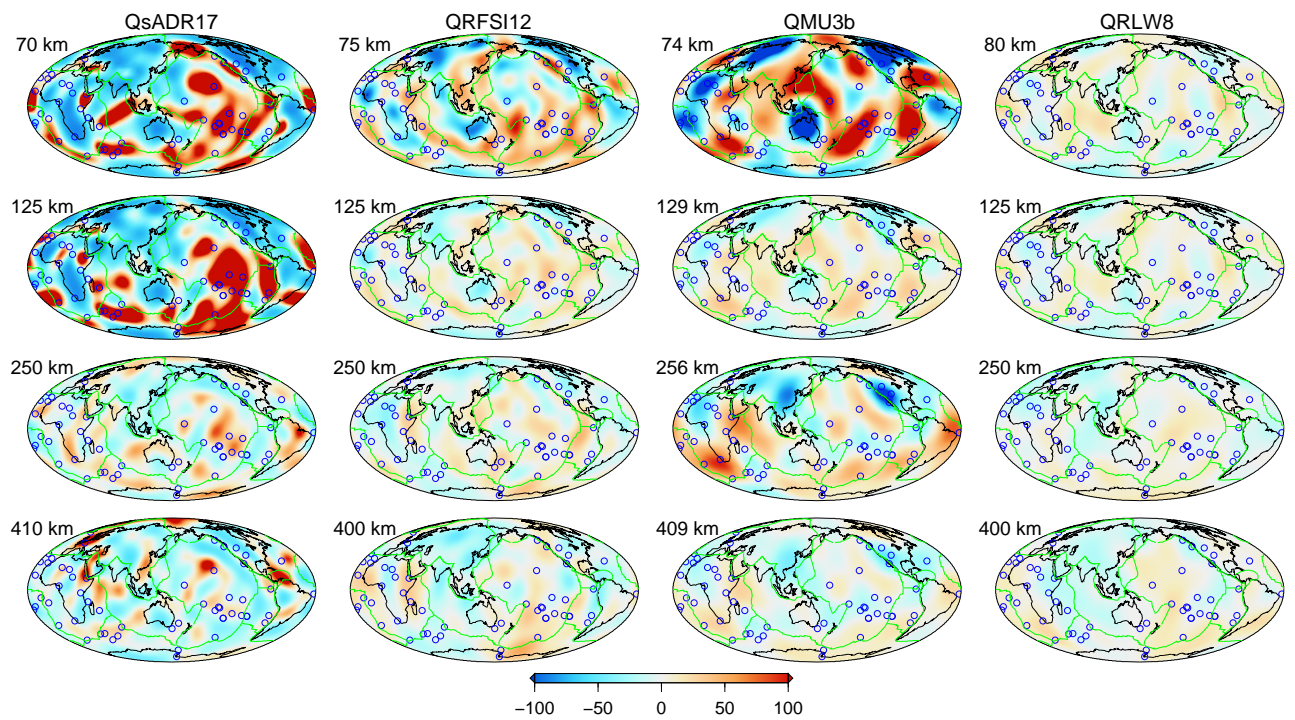 QsADR17 QRFSI12 QMU3b QRLW8
70 km 75 km 74 km 80 km
125 km 125 km 129 km 125 km
250 km 250 km 256 km 250 km
410 km 400 km 409 km 400 km
−100 −50 0 50 100